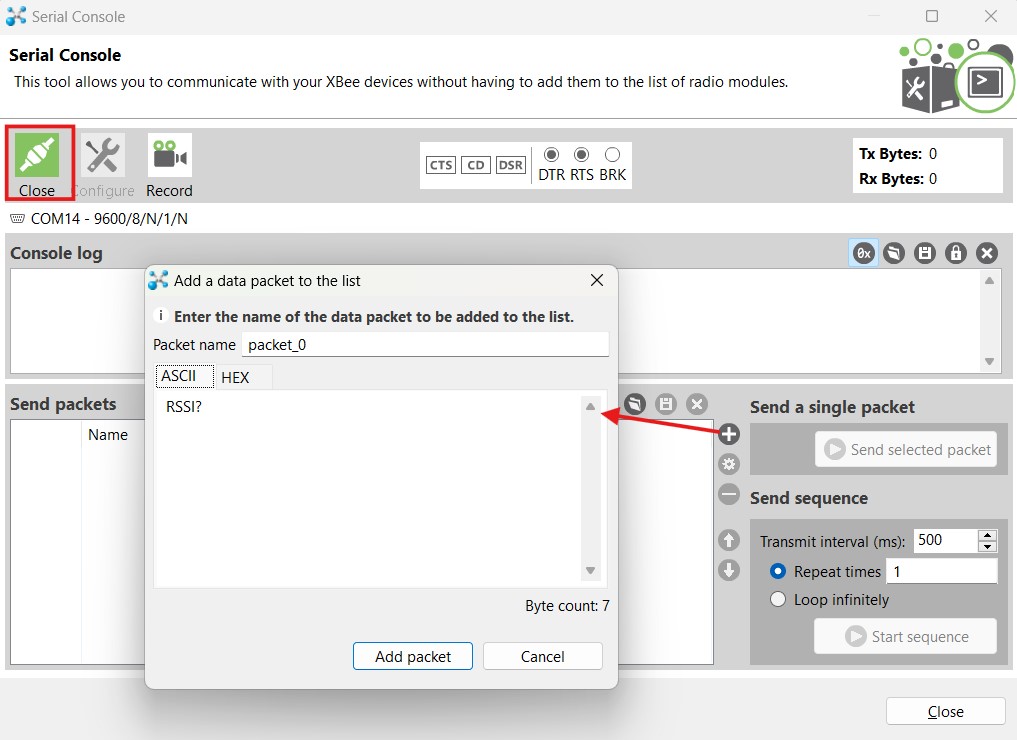 Serial Console
Serial Console
This tool allows you to communicate with your XBee devices without having to add them to the list of radio modules.
Close
Configure
Record
CTS
CD
DSR
DTR RTS BRK
Tx Bytes: 0
Rx Bytes: 0
COM14 - 9600/8/N/1/N
Console log
0x
Add a data packet to the list
i Enter the name of the data packet to be added to the list.
Packet name packet_0
ASCII
HEX
RSSI?
Byte count: 7
Add packet
Cancel
Send packets
Name
Send a single packet
Send selected packet
Send sequence
Transmit interval (ms): 500
Repeat times 1
Loop infinitely
Start sequence
Close